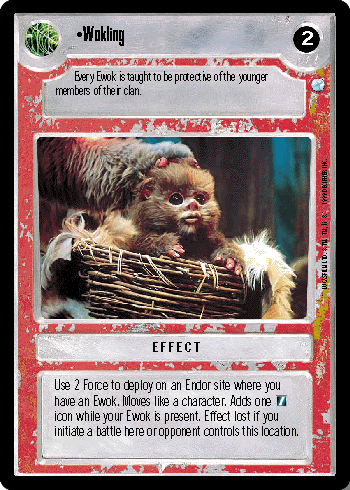 •Wokling
2
Every Ewok is taught to be protective of the younger
members of their clan.
EFFECT
Use 2 Force to deploy on an Endor site where you
have an Ewok. Moves like a character. Adds one
icon while your Ewok is present. Effect lost if you
initiate a battle here or opponent controls this location.